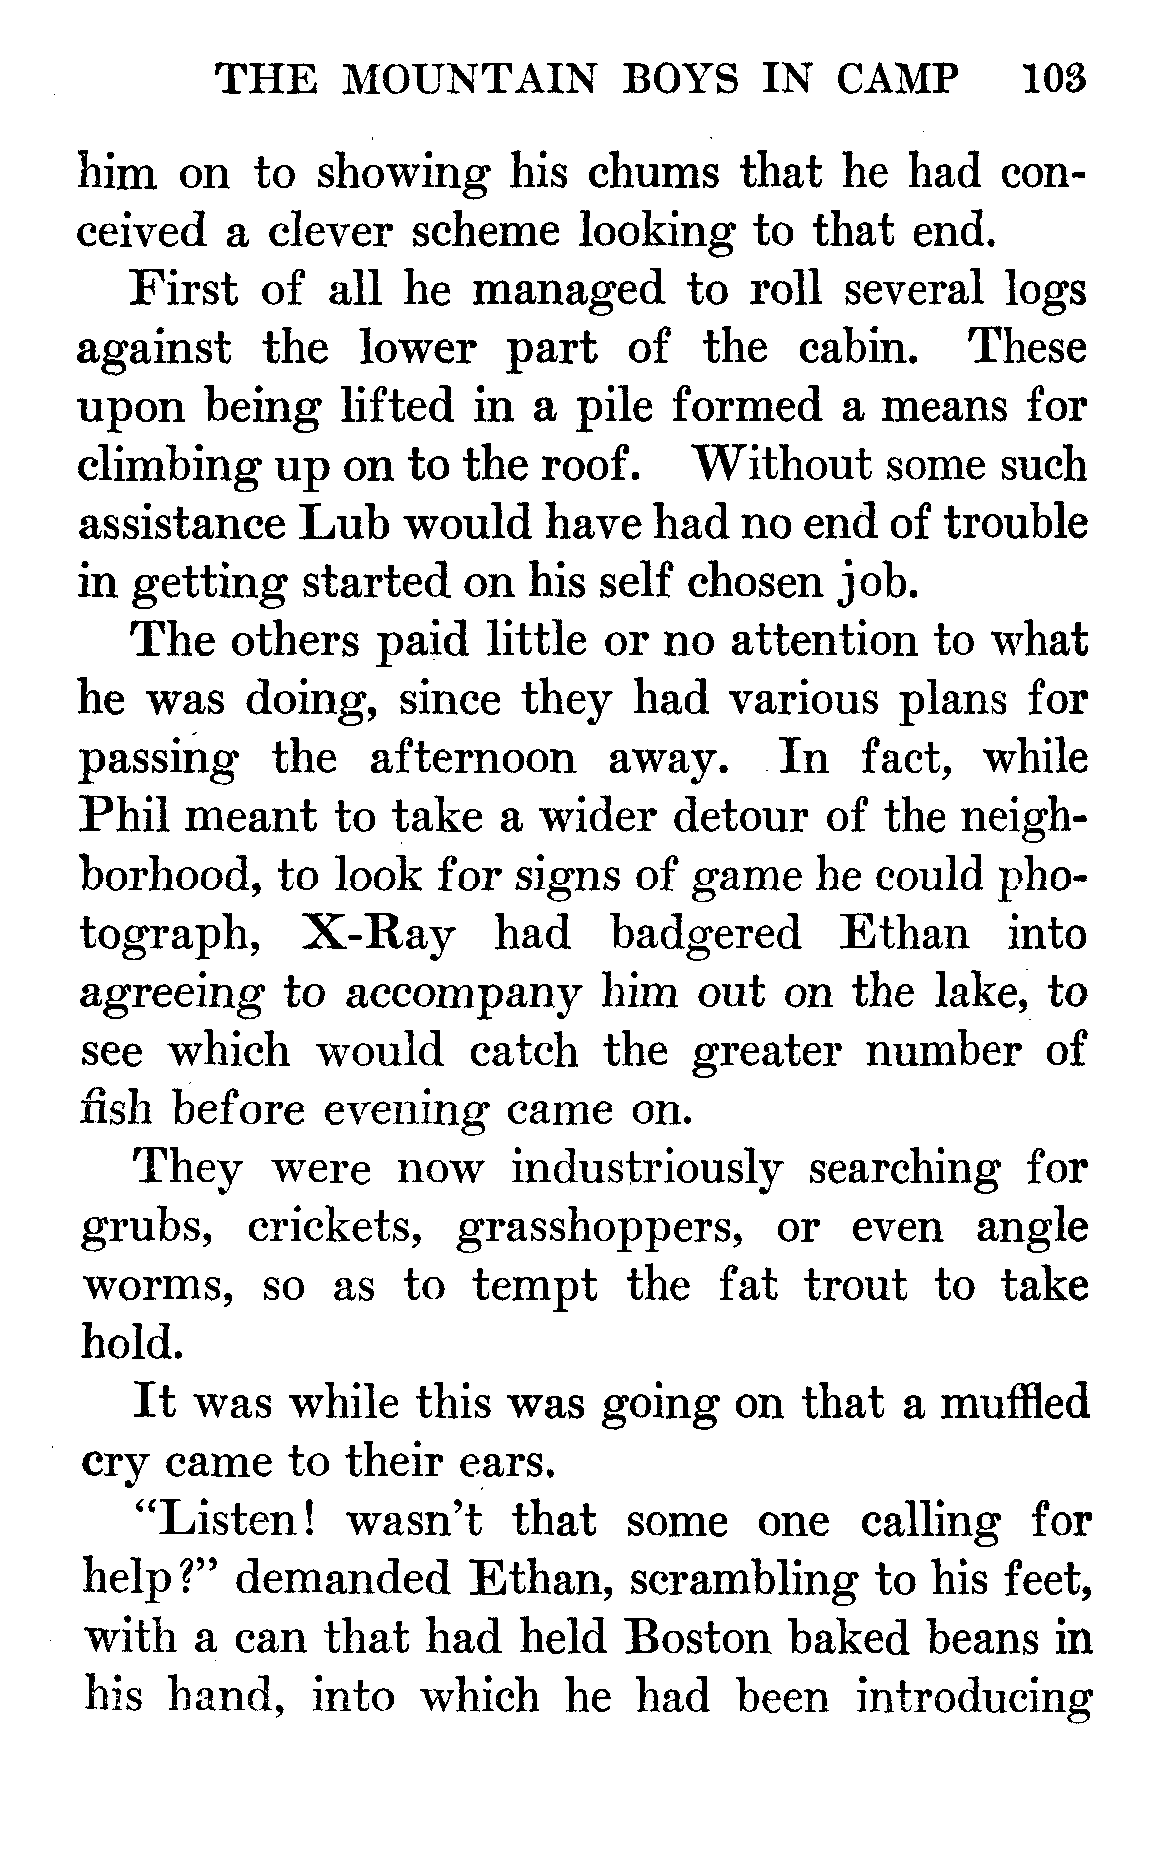 THE MOUNTAIN BOYS IN CAMP 103
him on to showing his chums that he had con-
ceived a clever scheme looking to that end.
First of all he managed to roll several logs
against the lower part of the cabin. These
upon being lifted in a pile formed a means for
climbing up on to the roof. Without some such
assistance Lub would have had no end of trouble
in getting started on his self chosen job.
The others paid little or no attention to what
he was doing, since they had various plans for
passing the afternoon away. In fact, while
Phil meant to take a wider detour of the neigh-
borhood, to look for signs of game he could pho-
tograph, X-Ray had badgered Ethan into
agreeing to accompany him out on the lake, to
see which would catch the greater number of
fish before evening came on.
They were now industriously searching for
grubs, crickets, grasshoppers, or even angle
worms, so as to tempt the fat trout to take
hold.
It was while this was going on that a muffled
cry came to their ears.
"Listen! wasn't that some one calling for
help?" demanded Ethan, scrambling to his feet,
with a can that had held Boston baked beans in
his hand, into which he had been introducing